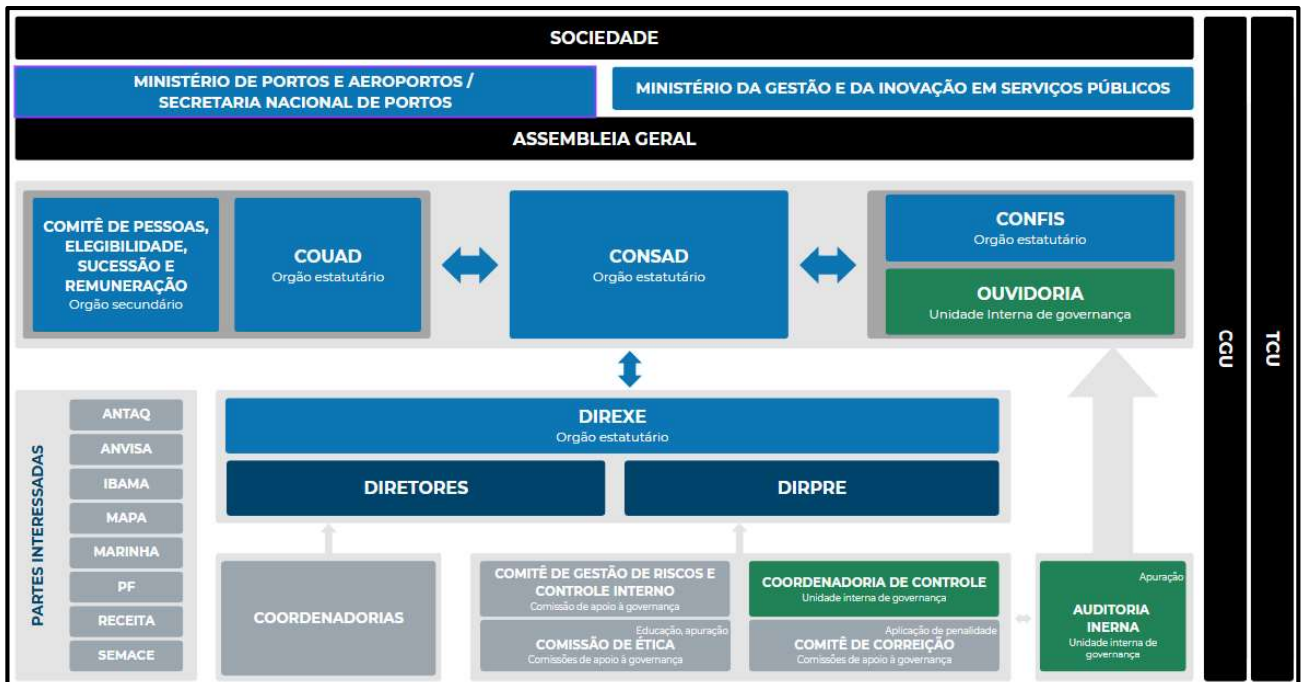 SOCIEDADE
MINISTÉRIO DE PORTOS E AEROPORTOS /
SECRETARIA NACIONAL DE PORTOS
MINISTÉRIO DA GESTÃO E DA INOVAÇÃO EM SERVIÇOS PÚBLICOS
ASSEMBLEIA GERAL
COMITÊ DE PESSOAS,
ELEGIBILIDADE,
SUCESSÃO E
REMUNERAÇÃO
Orgão secundário
COUAD
Orgão estatutário
CONSAD
Orgão estatutário
CONFIS
Orgão estatutário
OUVIDORIA
Unidade Interna de governança
CGU
TCU
PARTES INTERESSADAS
ANTAQ
ANVISA
IBAMA
MAPA
MARINHA
PF
RECEITA
SEMACE
DIREXE
Orgão estatutário
DIRETORES
DIRPRE
COORDENADORIAS
COMITÊ DE GESTÃO DE RISCOS E
CONTROLE INTERNO
Comissão de apoio à governança
Educação, apuração
COMISSÃO DE ÉTICA
Comissões de apoio à governança
COORDENADORIA DE CONTROLE
Unidade interna de governança
Aplicação de penalidade
COMITÊ DE CORREIÇÃO
Comissões de apoio à governança
Apuração
AUDITORIA
INERNA
Unidade interna de
governança